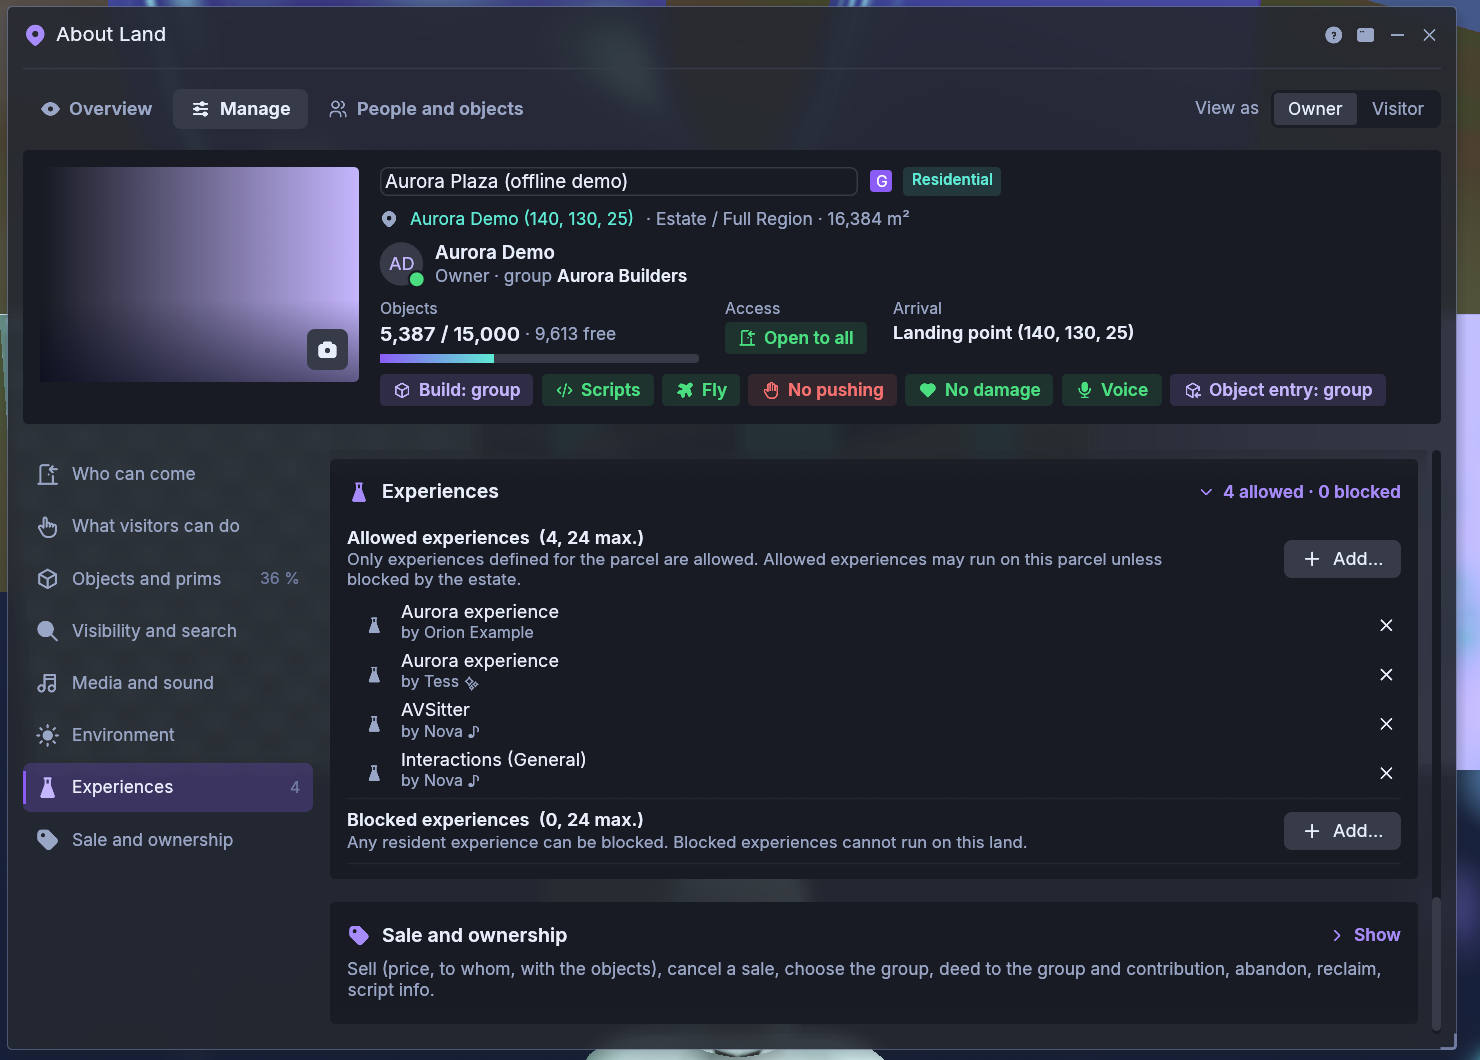 About Land
Overview
Manage
People and objects
View as
Owner
Visitor
Aurora Plaza (offline demo)
G
Residential
Aurora Demo (140, 130, 25) · Estate / Full Region · 16,384 m²
AD
Aurora Demo
Owner · group Aurora Builders
Objects
Access
Arrival
5,387 / 15,000 · 9,613 free
Open to all
Landing point (140, 130, 25)
Build: group
Scripts
Fly
No pushing
No damage
Voice
Object entry: group
Who can come
What visitors can do
Objects and prims 36 %
Visibility and search
Media and sound
Environment
Experiences 4
Sale and ownership
Experiences
4 allowed · 0 blocked
Allowed experiences (4, 24 max.)
Only experiences defined for the parcel are allowed. Allowed experiences may run on this parcel unless
blocked by the estate.
Add...
Aurora experience
by Orion Example
Aurora experience
by Tess
AVSitter
by Nova ♪
Interactions (General)
by Nova ♪
Blocked experiences (0, 24 max.)
Any resident experience can be blocked. Blocked experiences cannot run on this land.
Add...
Sale and ownership
Show
Sell (price, to whom, with the objects), cancel a sale, choose the group, deed to the group and contribution, abandon, reclaim,
script info.